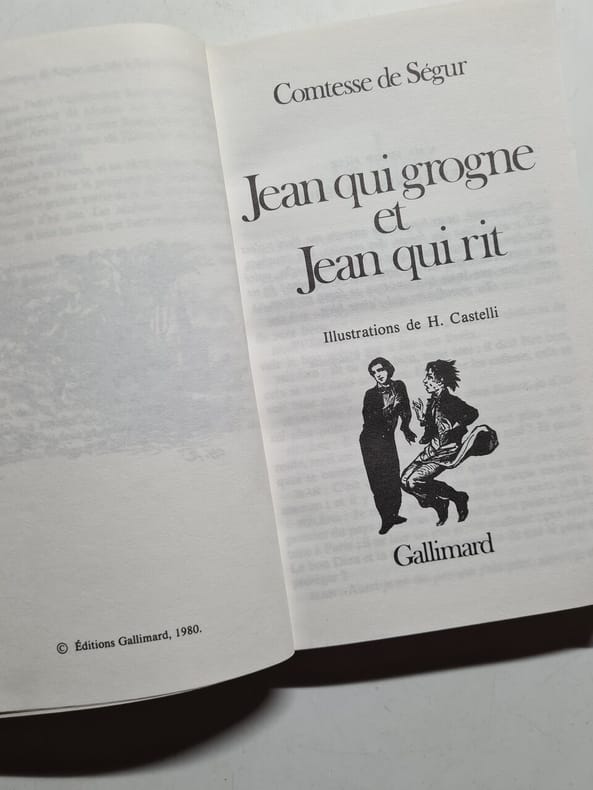 © Éditions Gallimard, 1980.
Comtesse de Ségur
Jean qui grogne
et
Jean qui rit
Illustrations de H. Castelli
Gallimard